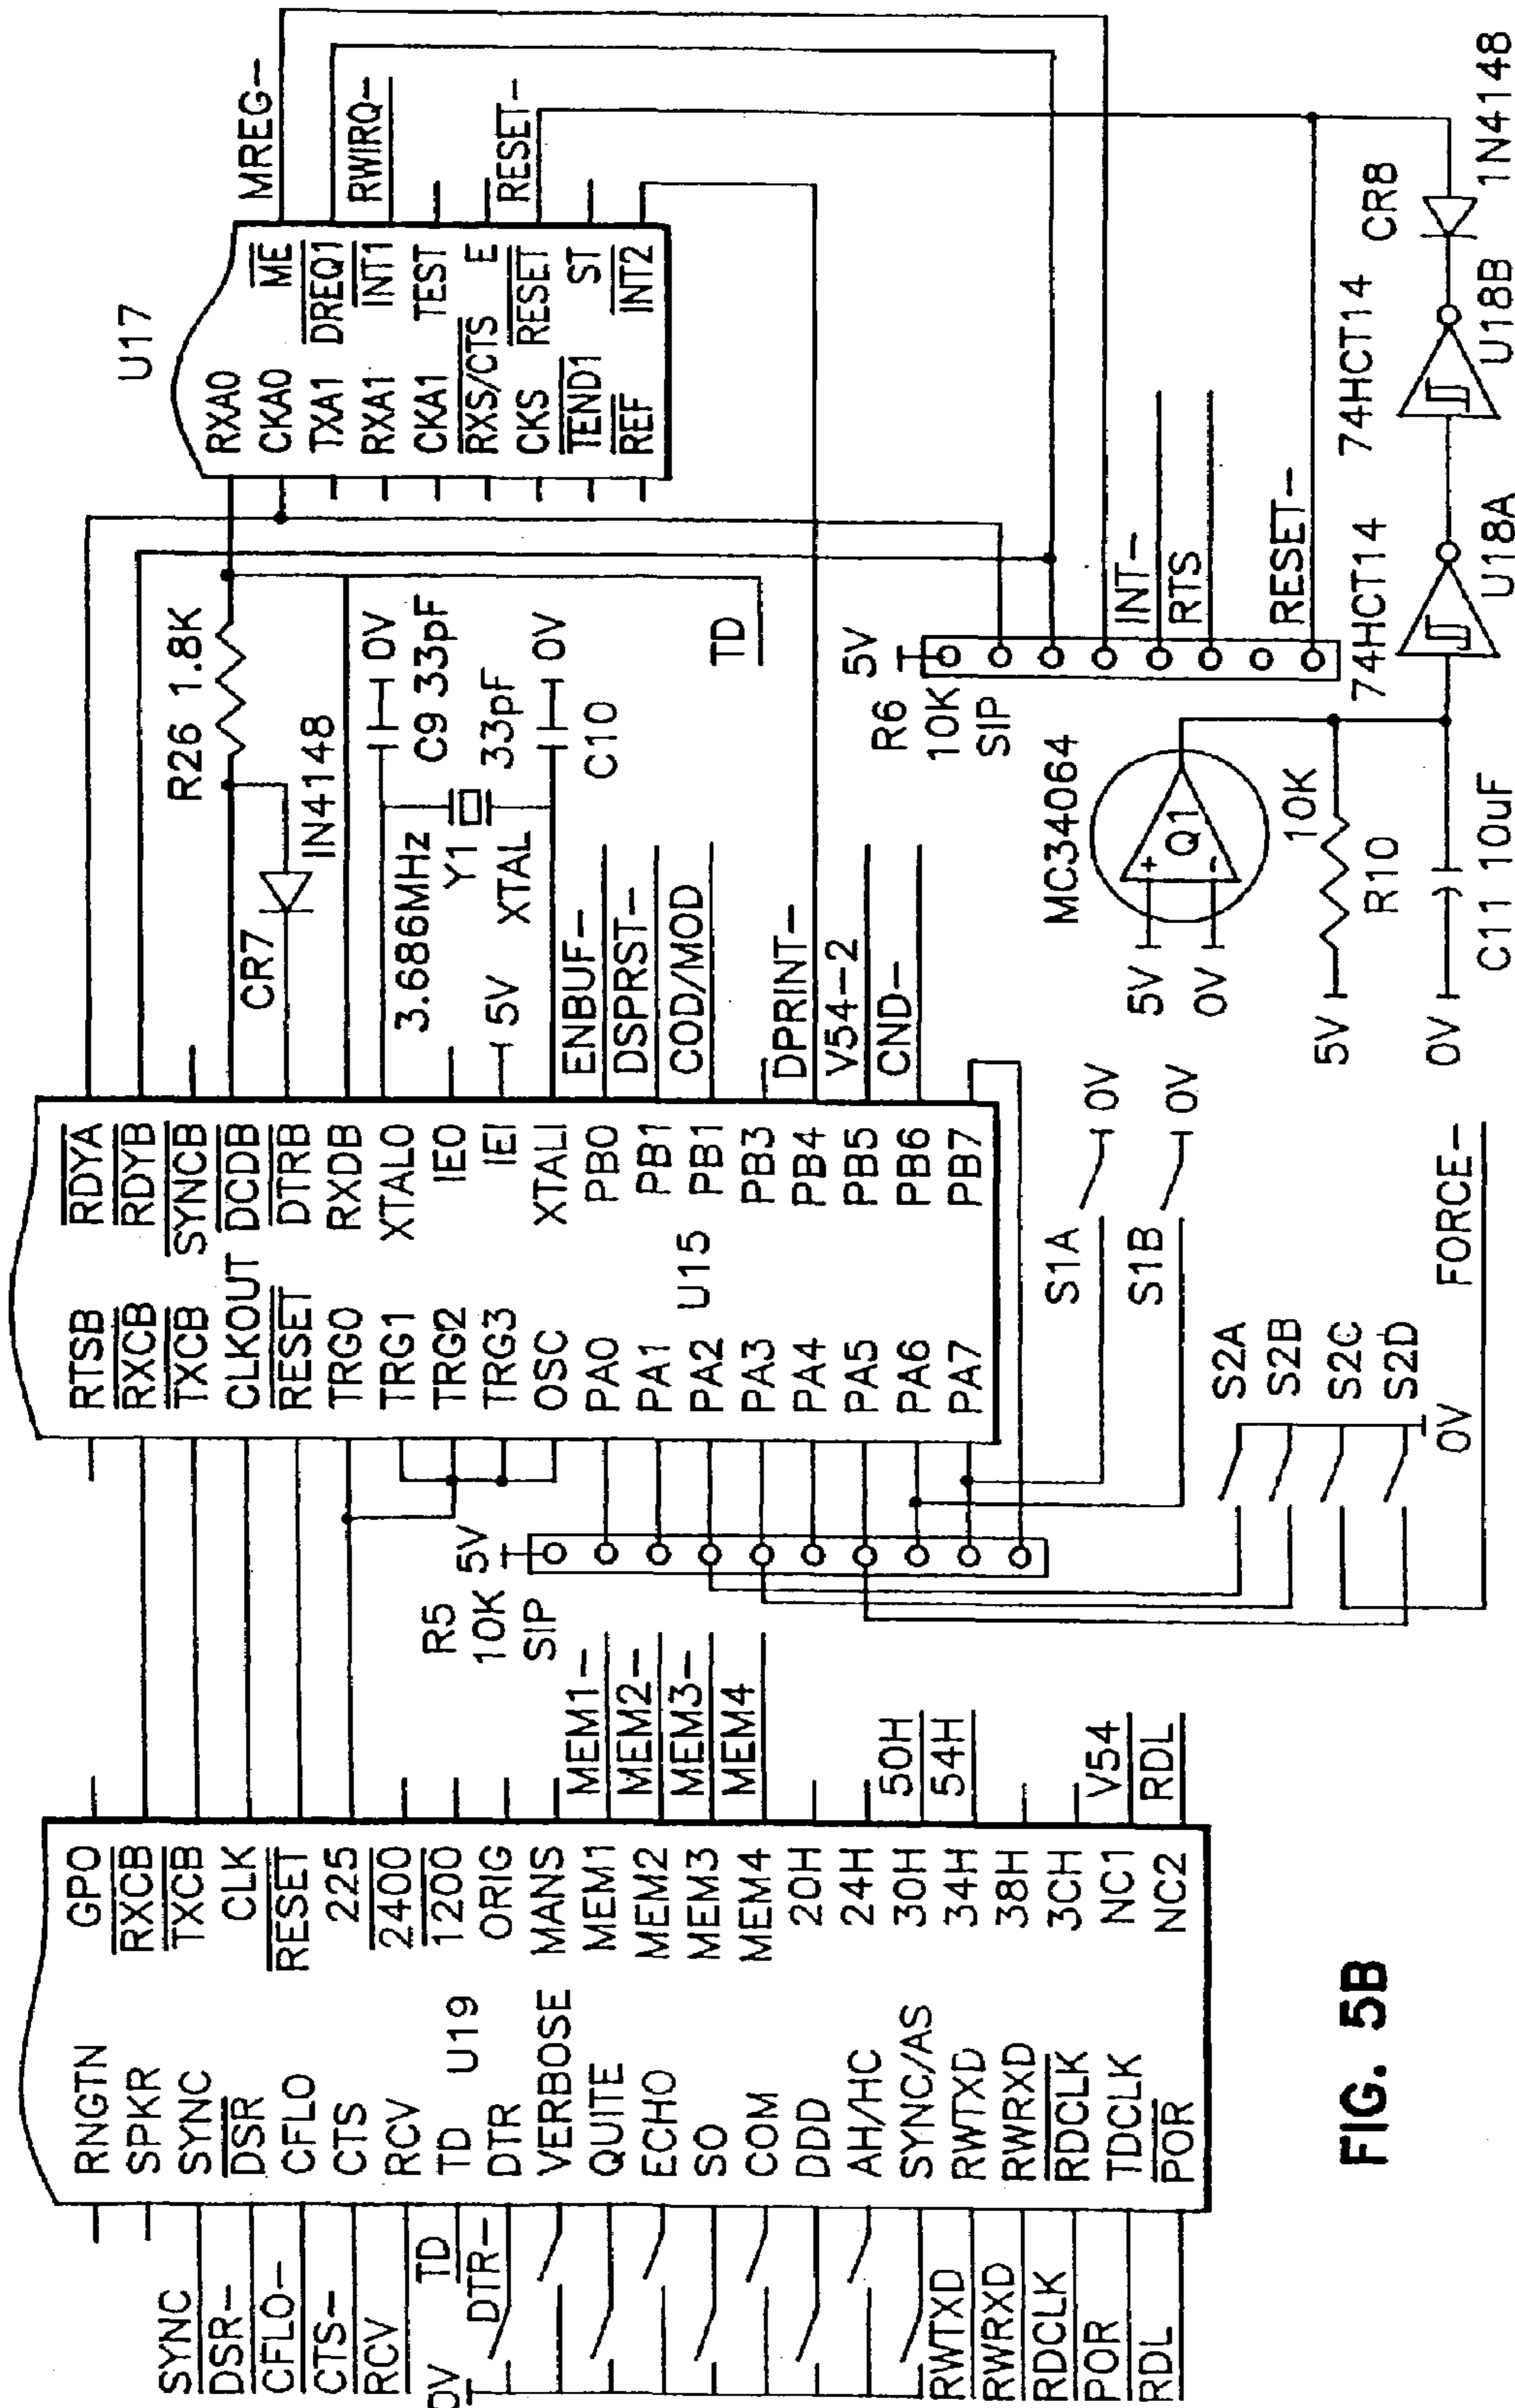 RNGTN
SPKR
SYNC
DSR
CFLO
CTS
RCV
TD
DTR
VERBOSE
QUITE
ECHO
SO
COM
DDD
AH/HC
SYNC/AS
RWTXD
RWRXD
RDCLK
TDCLK
POR
U19
GPO
RXCB
TXCB
CLK
RESET
225
2400
1200
ORIG
MANS
MEM1
MEM2
MEM3
MEM4
20H
24H
30H
34H
38H
3CH
NC1
NC2
SYNC
DSR-
CFLO-
CTS-
RCV
TD
DTR-
0V
RWTXD
RWRXD
RDCLK
POR
RDL
MEM1-
MEM2-
MEM3-
MEM4
50H
54H
V54
RDL
R5
10K
SIP
5V
RTSB
RXCB
TXCB
CLKOUT
RESET
TRG0
TRG1
TRG2
TRG3
OSC
PA0
PA1
PA2
PA3
PA4
PA5
PA6
PA7
U15
RDYA
RDYB
SYNCB
DCDB
DTRB
RXDB
XTALO
IEO
IEI
XTALI
PB0
PB1
PB1
PB3
PB4
PB5
PB6
PB7
S2A
S2B
S2C
S2D
0V
FORCE-
S1A
0V
S1B
0V
CR7
IN4148
R26 1.8K
3.686MHz
Y1
XTAL
5V
0V
C9 33pF
33pF
0V
C10
ENBUF-
DSPRST-
COD/MOD
TD
DPRINT-
V54-2
CND-
U17
RXA0
CKA0
TXA1
RXA1
CKA1
RXS/CTS
CKS
TEND1
REF
ME
DREQ1
INT1
TEST
E
RESET
ST
INT2
MREG-
RWIRQ-
RESET-
R6
10K
SIP
5V
INT-
RTS
RESET-
MC34064
Q1
+
-
5V
0V
5V
10K
R10
0V
C11 10uF
74HCT14
U18A
74HCT14
U18B
CR8
1N4148
FIG. 5B